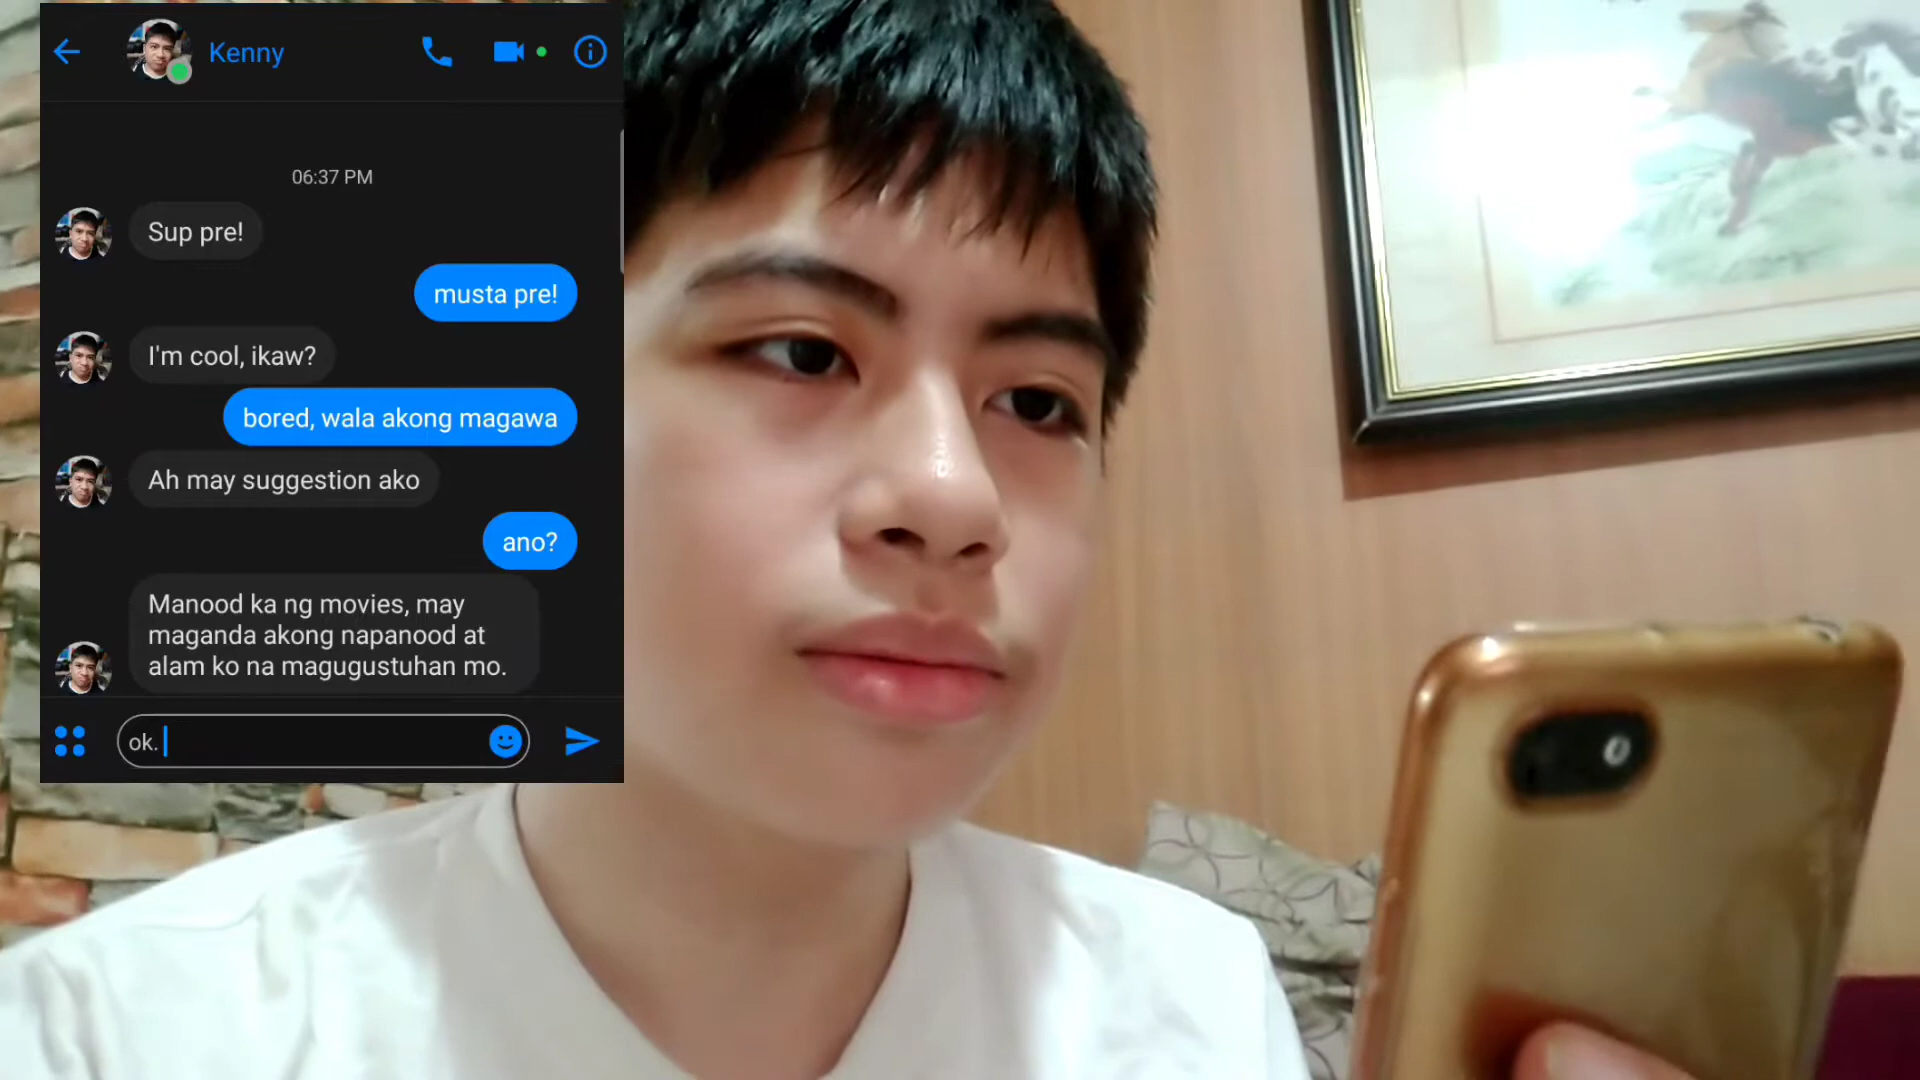 Kenny
06:37 PM
Sup pre!
musta pre!
I'm cool, ikaw?
bored, wala akong magawa
Ah may suggestion ako
ano?
Manood ka ng movies, may
maganda akong napanood at
alam ko na magugustuhan mo.
ok.